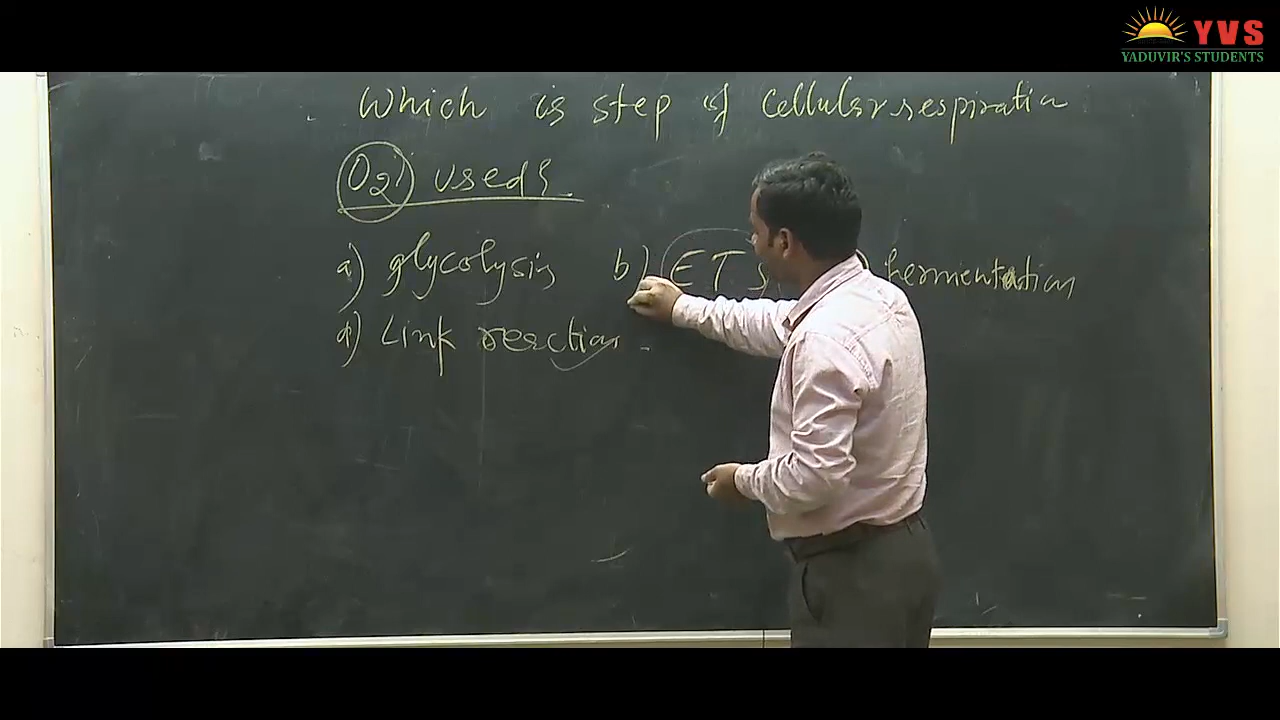 YVS
YADUVIR'S STUDENTS
Which is step of Cellular respiration
O2 used
a) glycolysis b) ETS fermentation
d) Link reaction